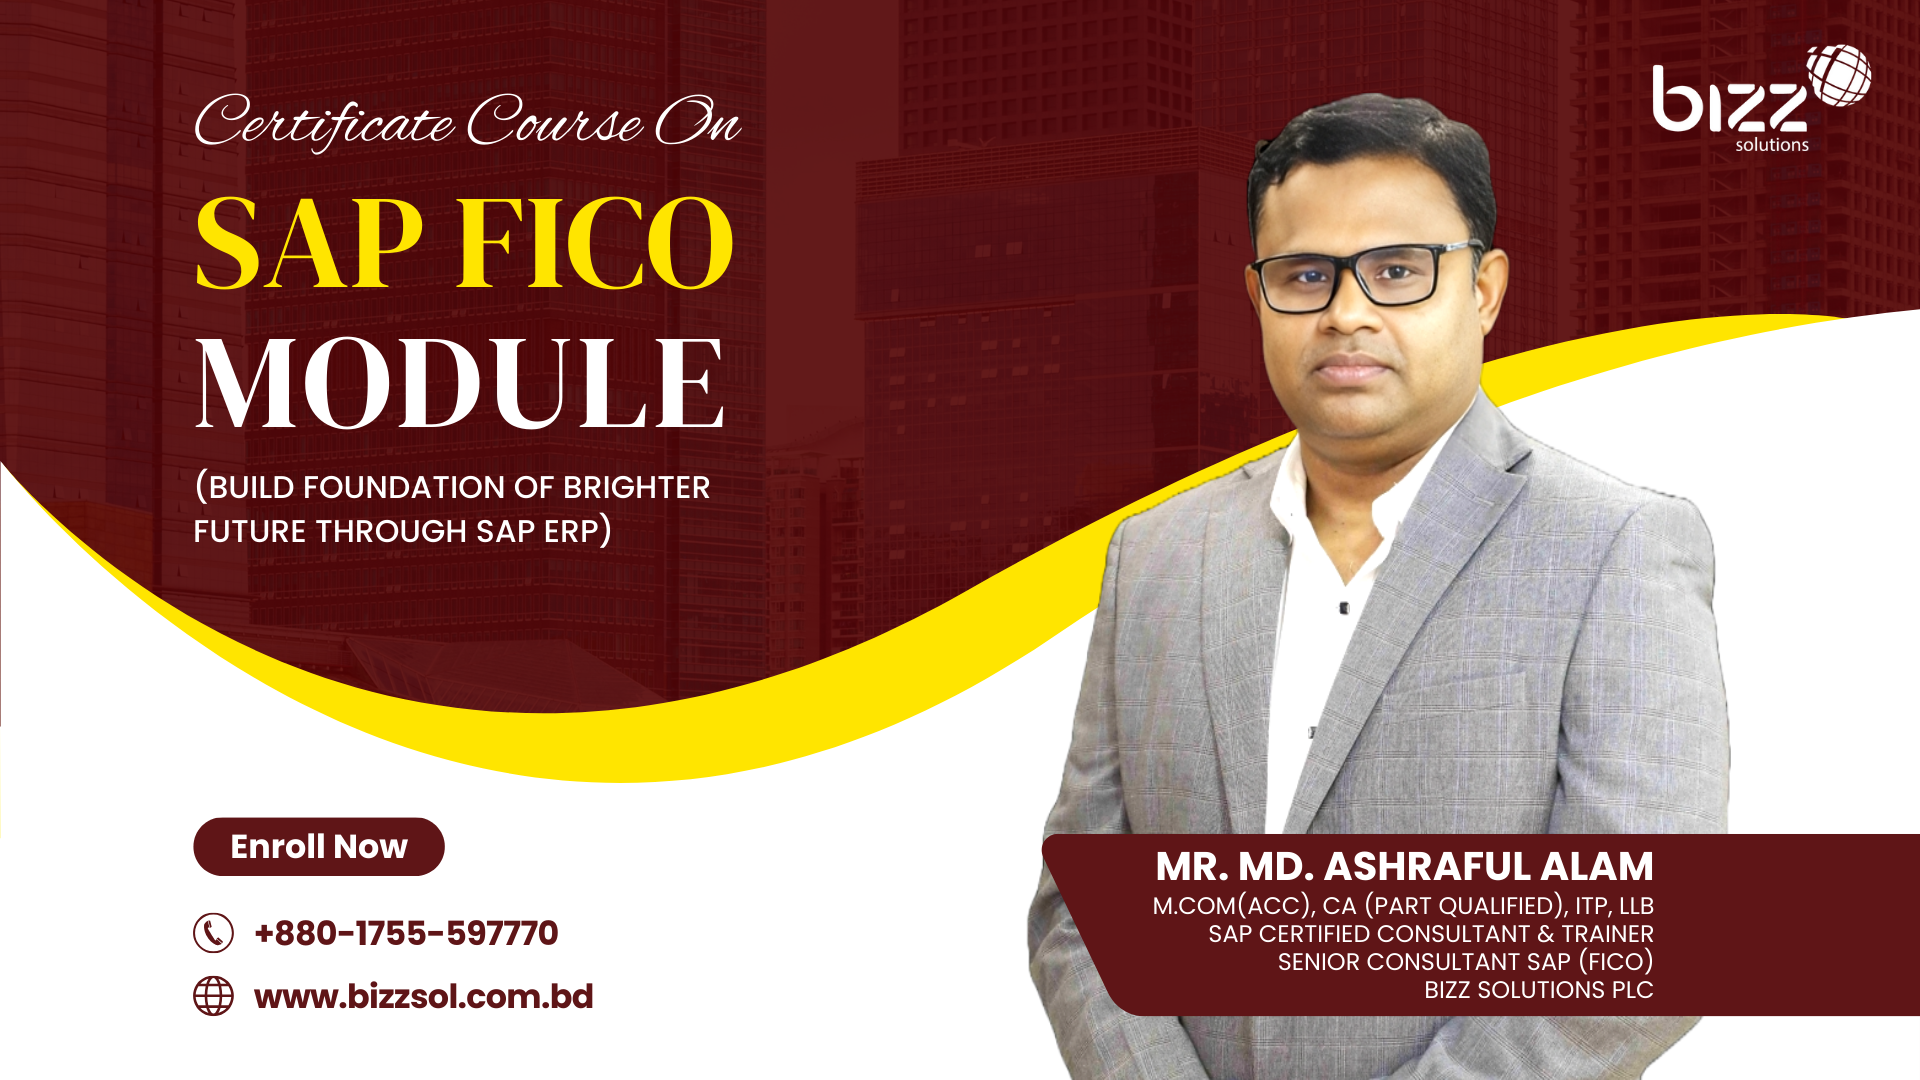 Certificate Course On
SAP FICO
MODULE
(BUILD FOUNDATION OF BRIGHTER
FUTURE THROUGH SAP ERP)
bizz
solutions
Enroll Now
+880-1755-597770
www.bizzsol.com.bd
MR. MD. ASHRAFUL ALAM
M.COM(ACC), CA (PART QUALIFIED), ITP, LLB
SAP CERTIFIED CONSULTANT & TRAINER
SENIOR CONSULTANT SAP (FICO)
BIZZ SOLUTIONS PLC